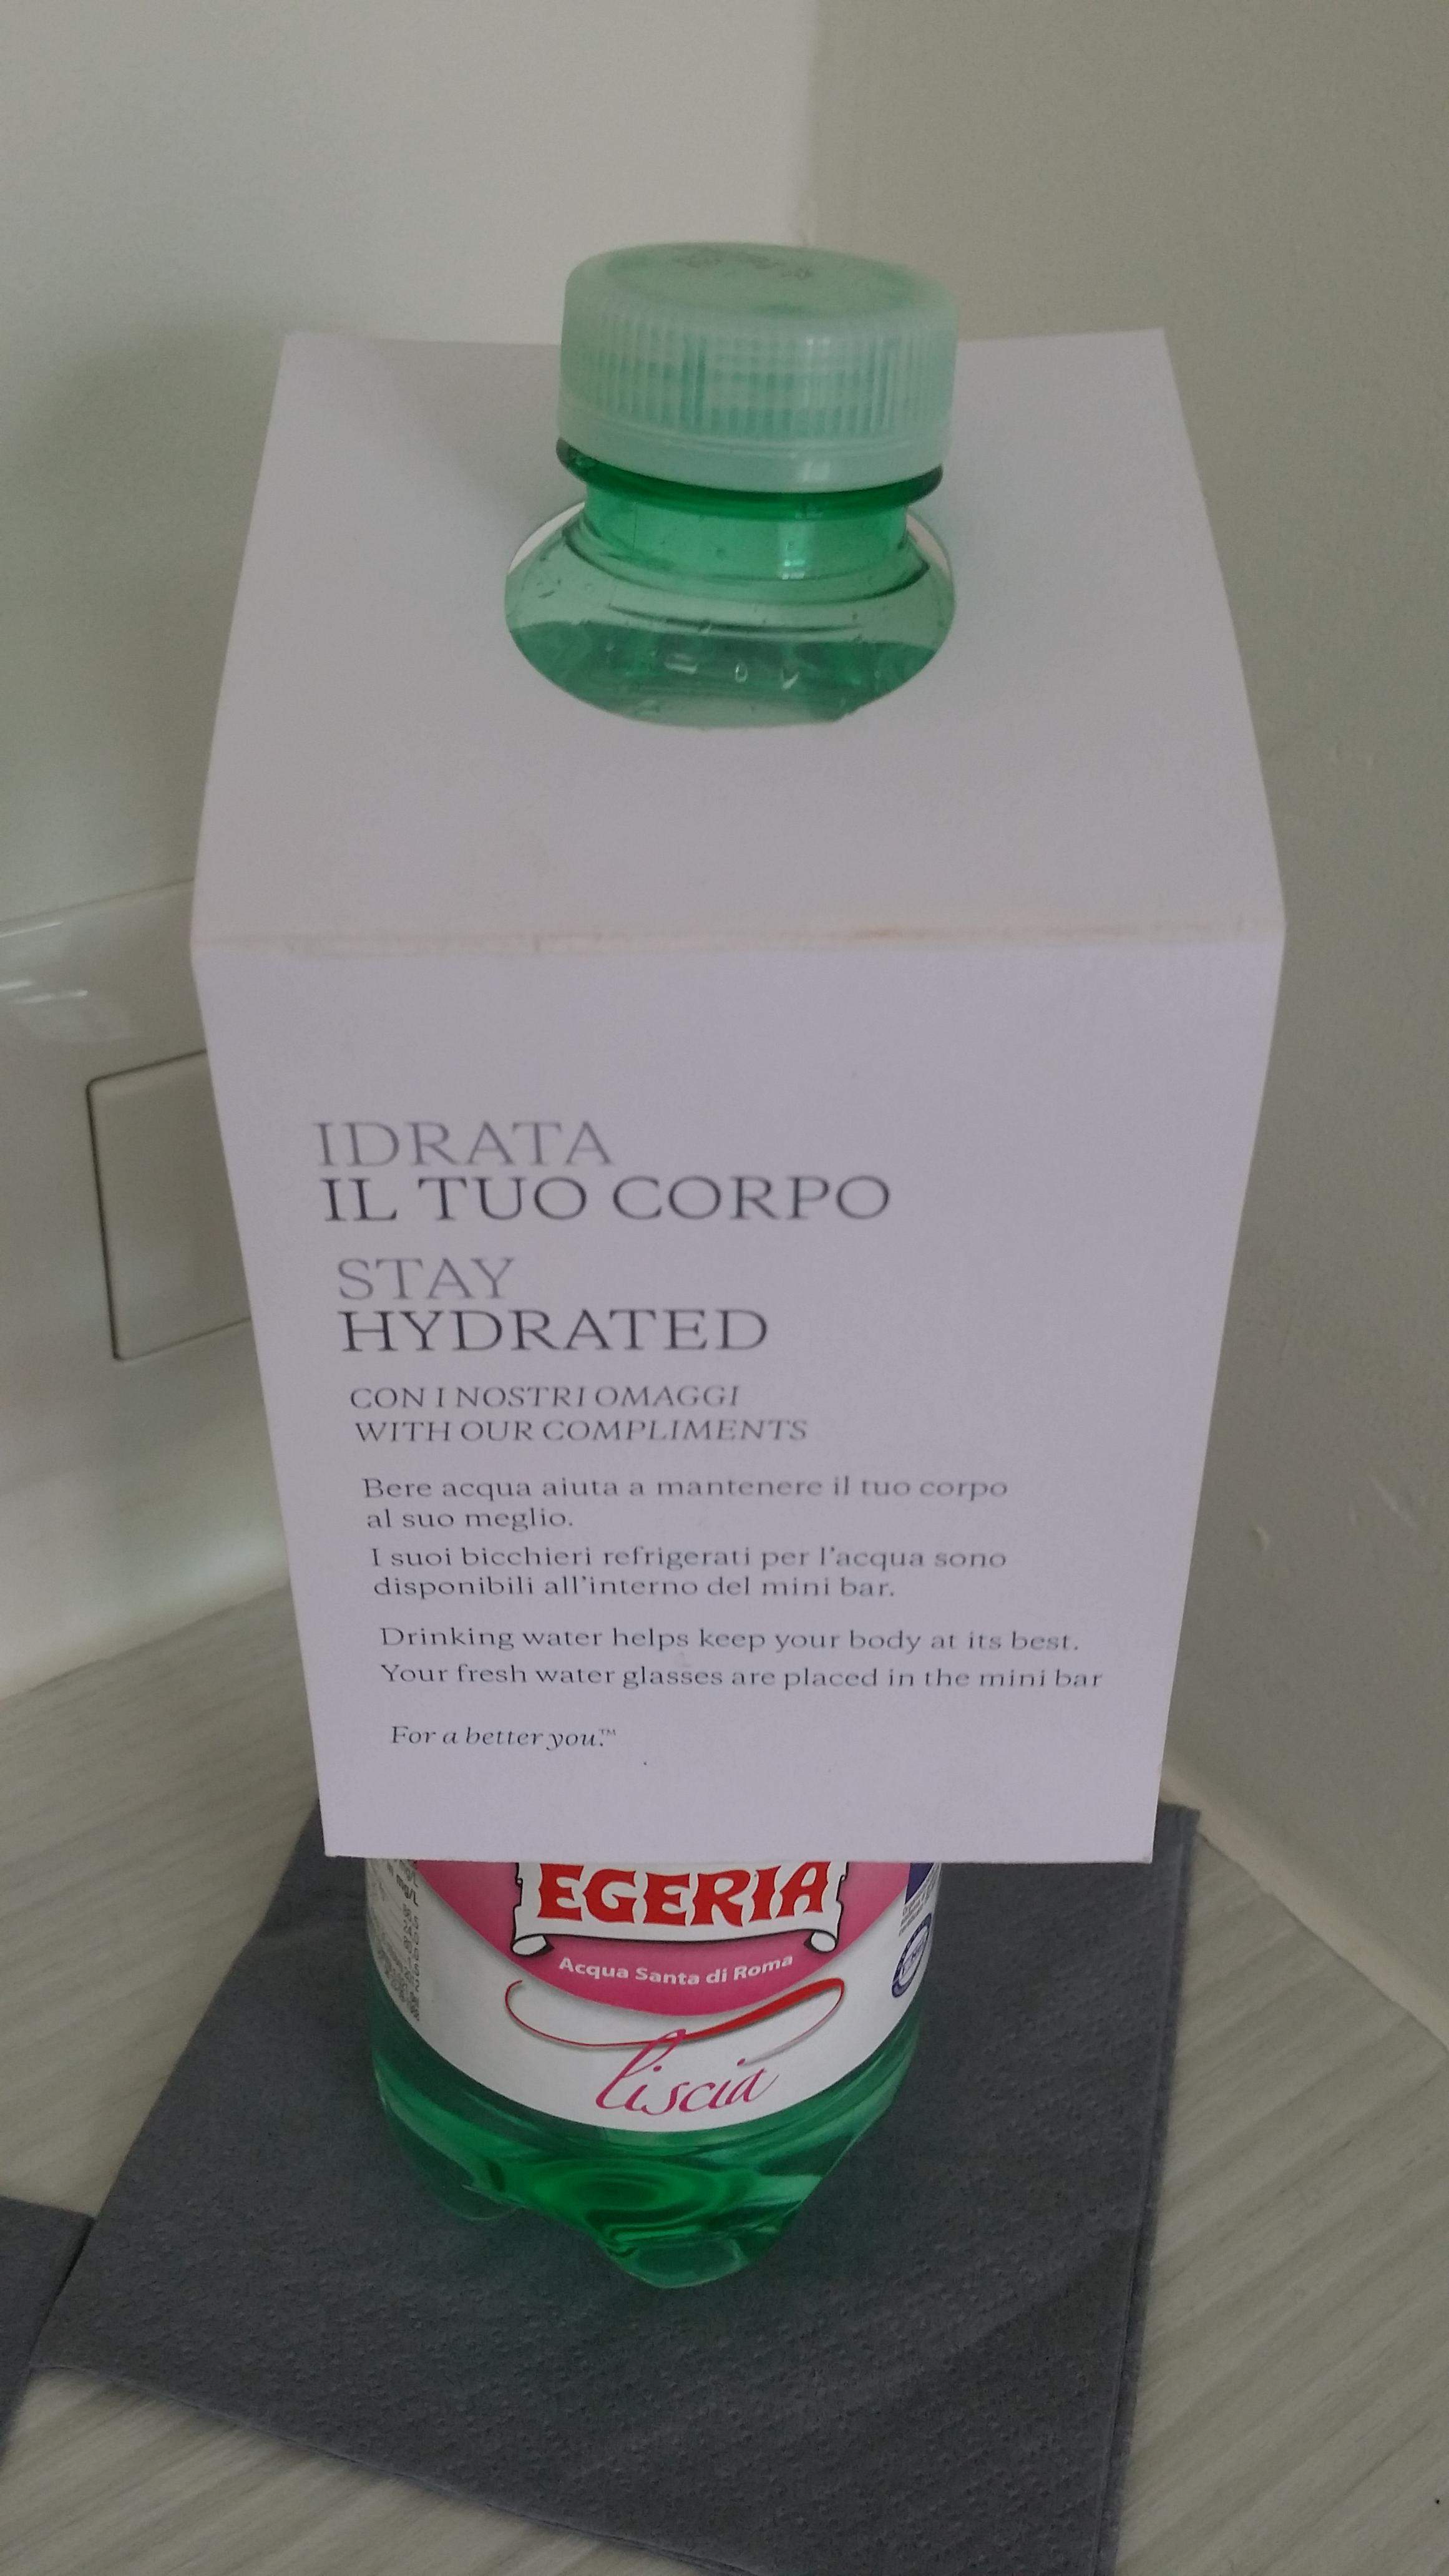 IDRATA
IL TUO CORPO
STAY
HYDRATED
CON I NOSTRI OMAGGI
WITH OUR COMPLIMENTS
Bere acqua aiuta a mantenere il tuo corpo
al suo meglio.
I suoi bicchieri refrigerati per l'acqua sono
disponibili all'interno del mini bar.
Drinking water helps keep your body at its best.
Your fresh water glasses are placed in the mini bar
For a better you.™
EGERIA
Acqua Santa di Roma
liscia